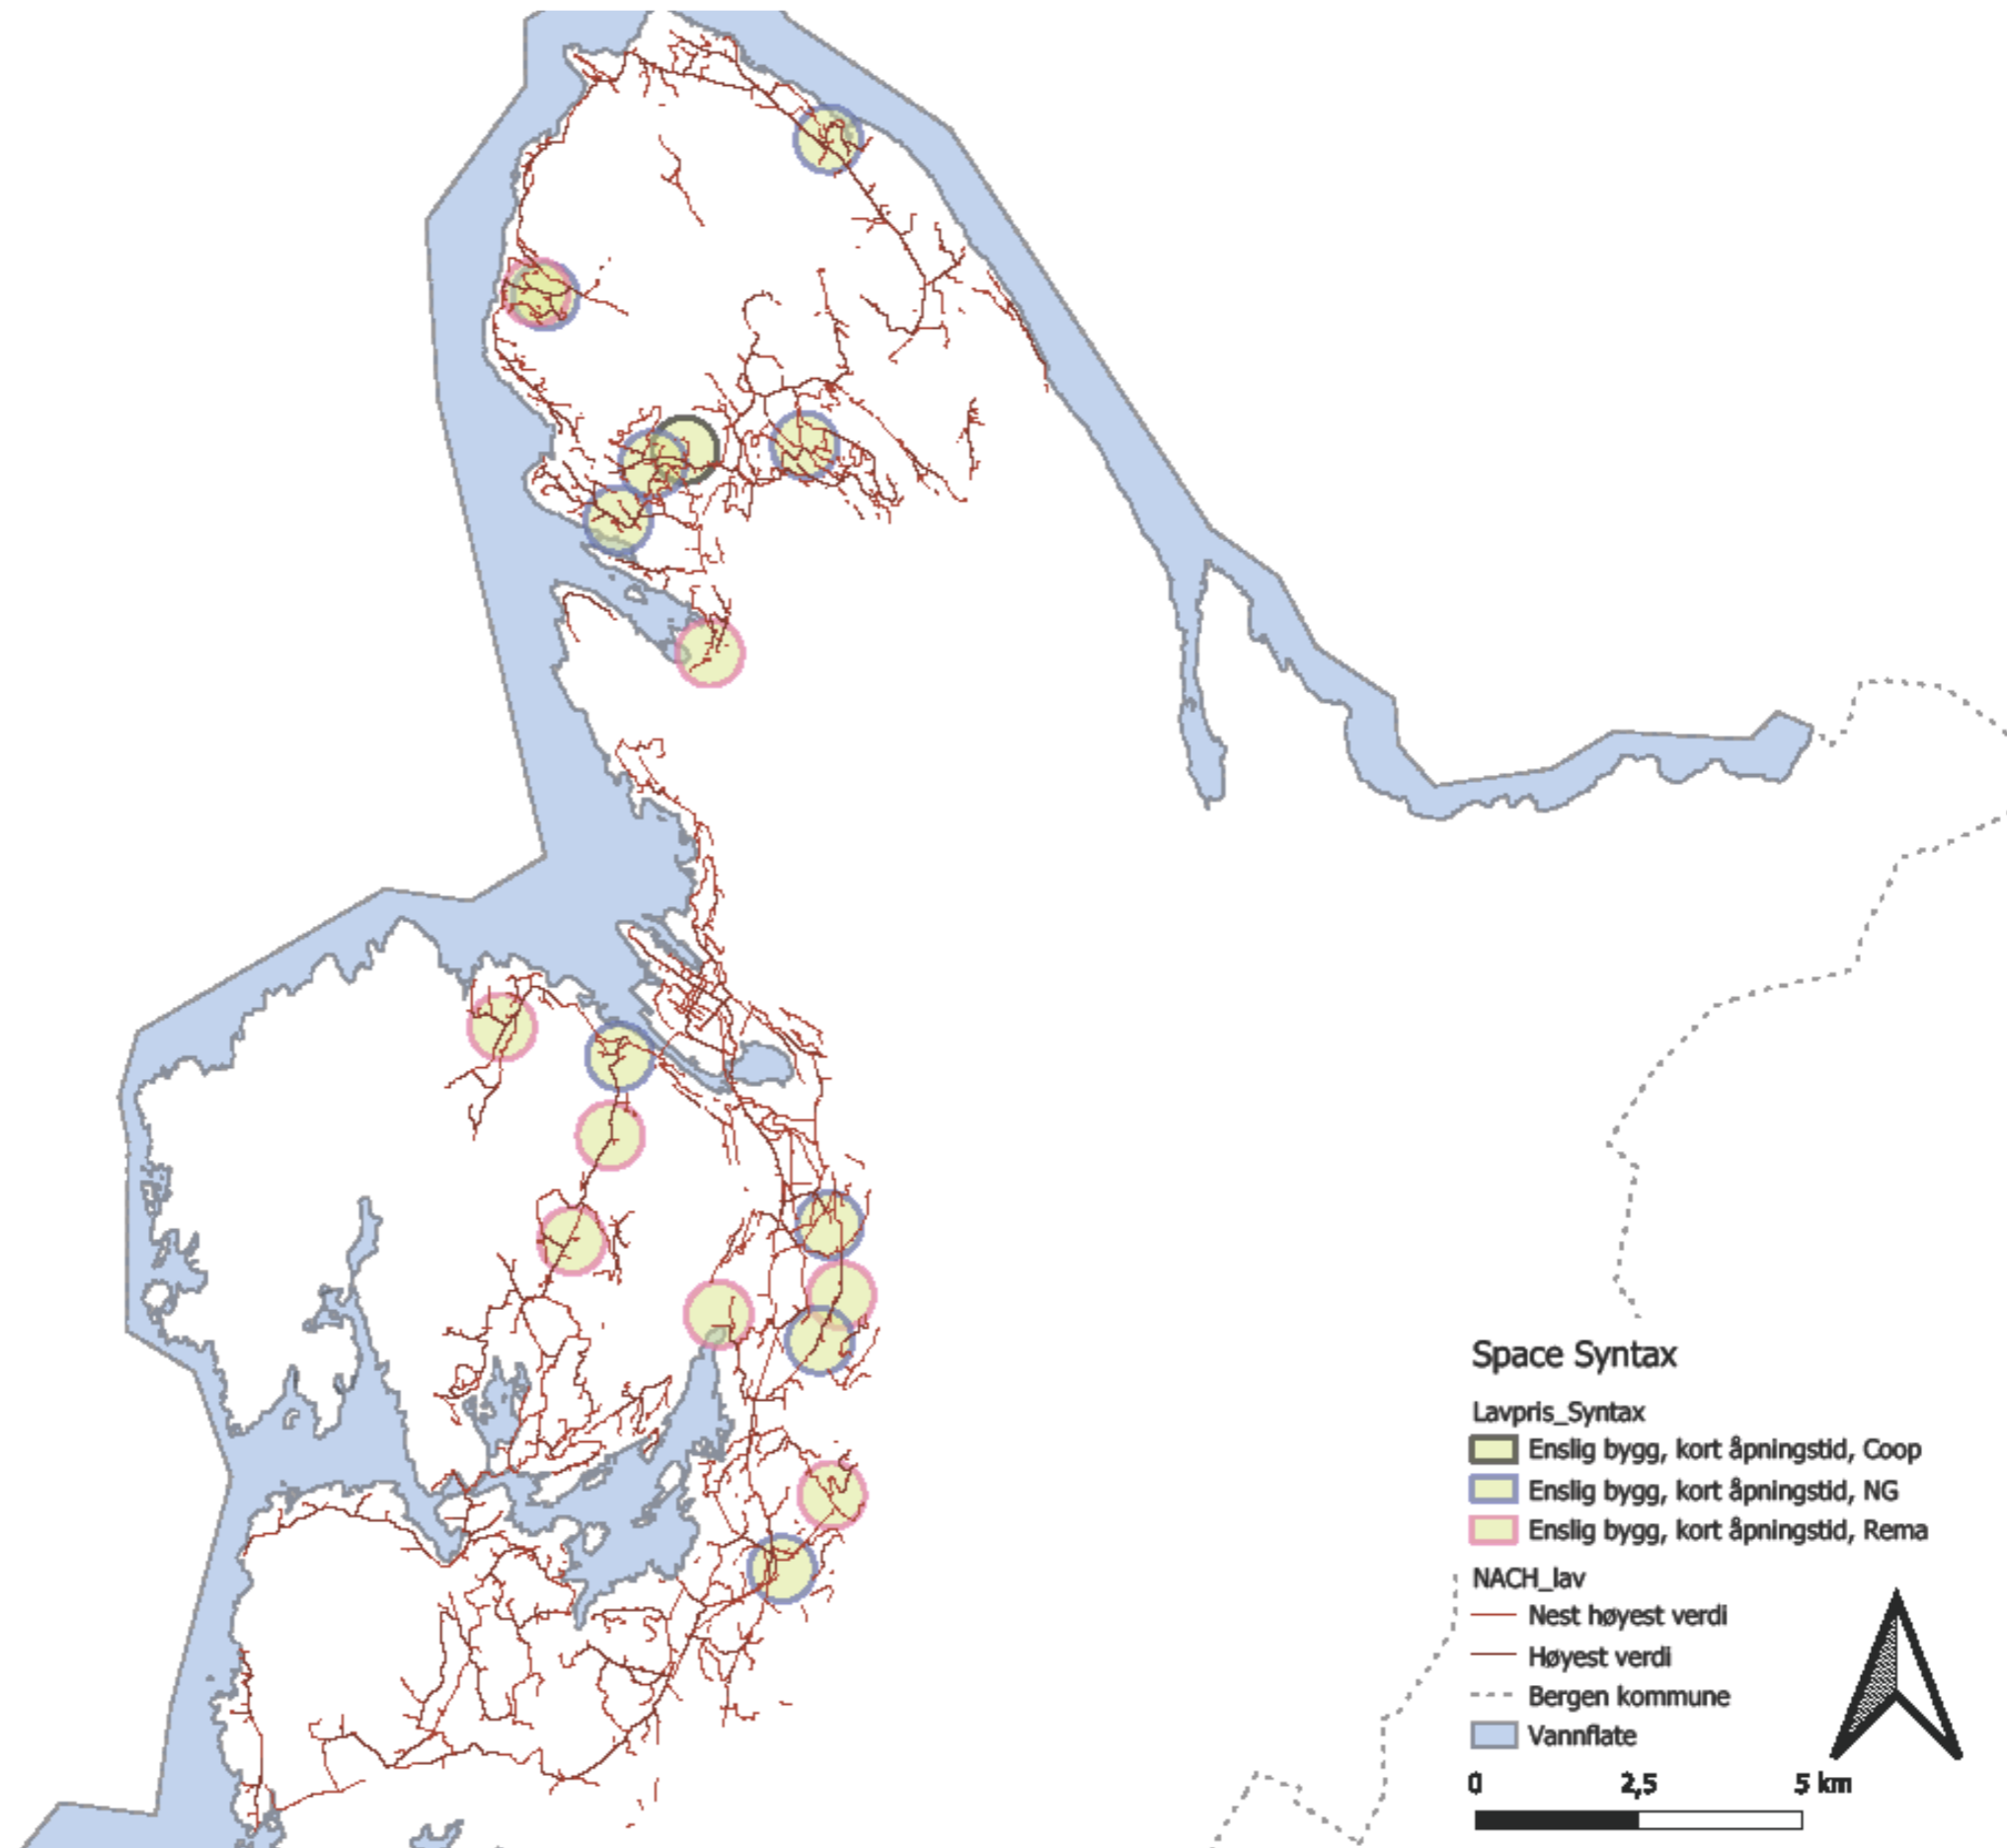 Space Syntax
Lavpris_Syntax
Enslig bygg, kort åpningstid, Coop
Enslig bygg, kort åpningstid, NG
Enslig bygg, kort åpningstid, Rema
NACH_lav
Nest høyest verdi
Høyest verdi
Bergen kommune
Vannflate
0 2,5 5 km